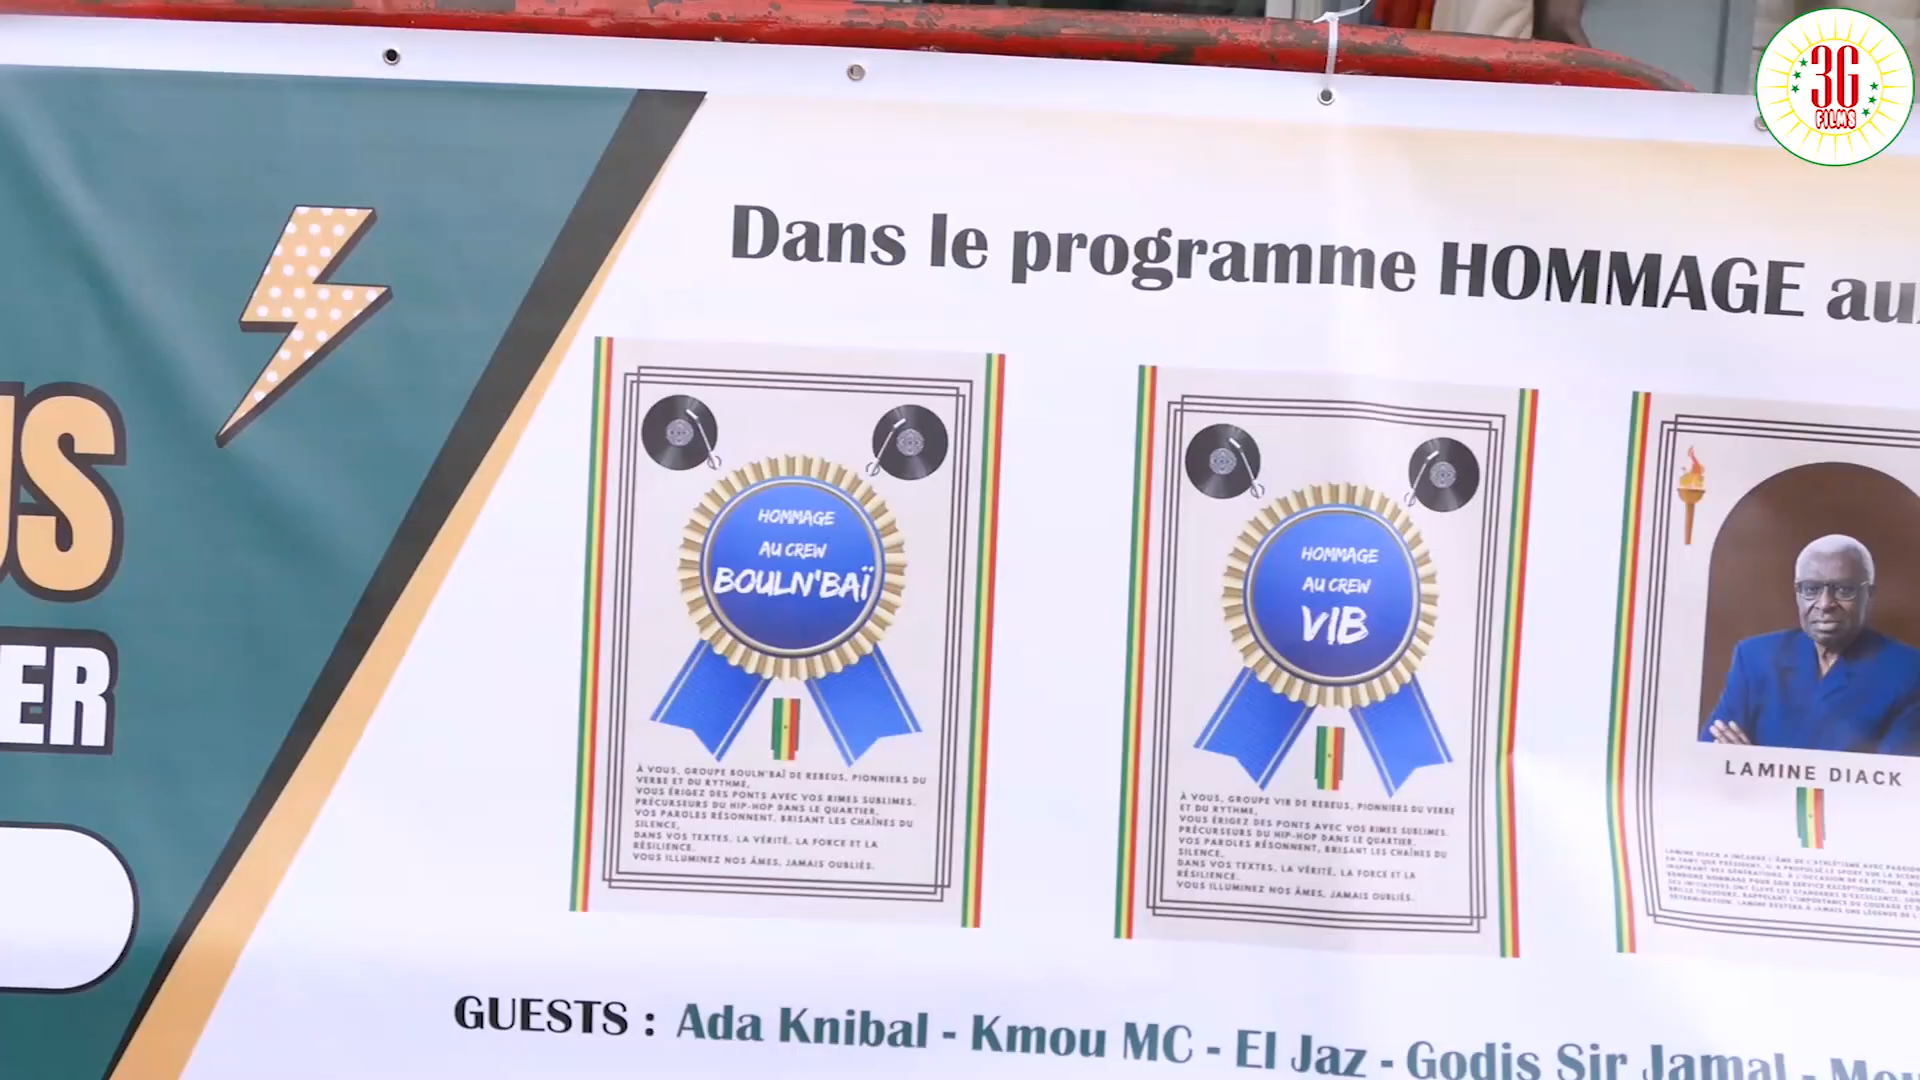 3G
FILMS
Dans le programme HOMMAGE au
US
ER
HOMMAGE
AU CREW
BOULN'BAÏ
À VOUS, GROUPE BOULN'BAÏ DE REBEUS, PIONNIERS DU
VERBE ET DU RYTHME,
VOUS ÉRIGEZ DES PONTS AVEC VOS RIMES SUBLIMES.
PRÉCURSEURS DU HIP-HOP DANS LE QUARTIER,
VOS PAROLES RÉSONNENT, BRISANT LES CHAÎNES DU
SILENCE,
DANS VOS TEXTES, LA VÉRITÉ, LA FORCE ET LA
RÉSILIENCE.
VOUS ILLUMINEZ NOS ÂMES, JAMAIS OUBLIÉS.
HOMMAGE
AU CREW
VIB
À VOUS, GROUPE VIB DE REBEUS, PIONNIERS DU VERBE
ET DU RYTHME,
VOUS ÉRIGEZ DES PONTS AVEC VOS RIMES SUBLIMES.
PRÉCURSEURS DU HIP-HOP DANS LE QUARTIER,
VOS PAROLES RÉSONNENT, BRISANT LES CHAÎNES DU
SILENCE,
DANS VOS TEXTES, LA VÉRITÉ, LA FORCE ET LA
RÉSILIENCE.
VOUS ILLUMINEZ NOS ÂMES, JAMAIS OUBLIÉS.
LAMINE DIACK
GUESTS : Ada Knibal - Kmou MC - El Jaz - Godis Sir Jamal -